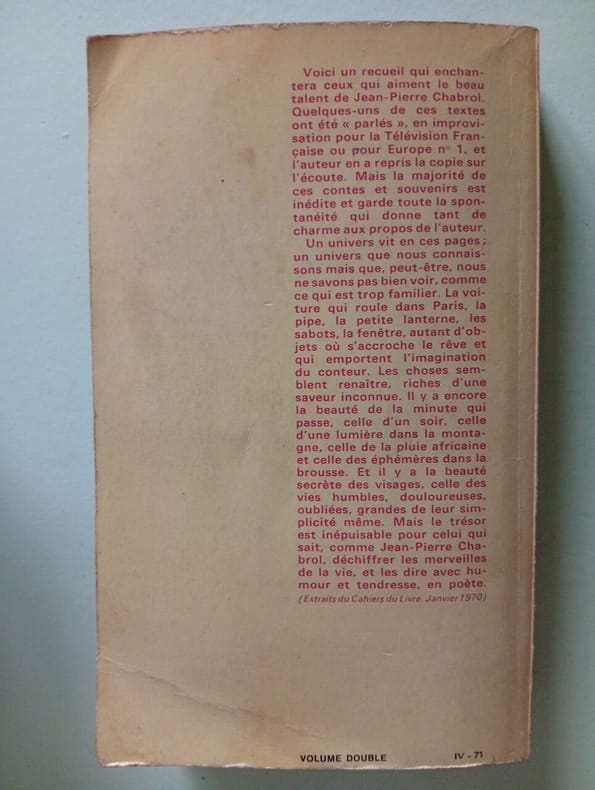 Voici un recueil qui enchan-
tera ceux qui aiment le beau
talent de Jean-Pierre Chabrol.
Quelques-uns de ces textes
ont été « parlés », en improvi-
sation pour la Télévision Fran-
çaise ou pour Europe n° 1, et
l'auteur en a repris la copie sur
l'écoute. Mais la majorité de
ces contes et souvenirs est
inédite et garde toute la spon-
tanéité qui donne tant de
charme aux propos de l'auteur.
Un univers vit en ces pages ;
un univers que nous connais-
sons mais que, peut-être, nous
ne savons pas bien voir, comme
ce qui est trop familier. La voi-
ture qui roule dans Paris, la
pipe, la petite lanterne, les
sabots, la fenêtre, autant d'ob-
jets où s'accroche le rêve et
qui emportent l'imagination
du conteur. Les choses sem-
blent renaître, riches d'une
saveur inconnue. Il y a encore
la beauté de la minute qui
passe, celle d'un soir, celle
d'une lumière dans la monta-
gne, celle de la pluie africaine
et celle des éphémères dans la
brousse. Et il y a la beauté
secrète des visages, celle des
vies humbles, douloureuses,
oubliées, grandes de leur sim-
plicité même. Mais le trésor
est inépuisable pour celui qui
sait, comme Jean-Pierre Cha-
brol, déchiffrer les merveilles
de la vie, et les dire avec hu-
mour et tendresse, en poète.
(Extraits du Cahiers du Livre. Janvier 1970)
VOLUME DOUBLE
IV - 71